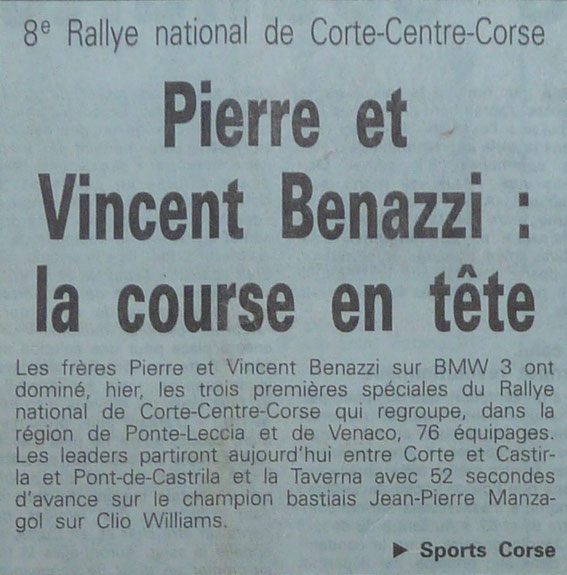 8e Rallye national de Corte-Centre-Corse
Pierre et
Vincent Benazzi :
la course en tête
Les frères Pierre et Vincent Benazzi sur BMW 3 ont
dominé, hier, les trois premières spéciales du Rallye
national de Corte-Centre-Corse qui regroupe, dans la
région de Ponte-Leccia et de Venaco, 76 équipages.
Les leaders partiront aujourd'hui entre Corte et Castir-
la et Pont-de-Castrila et la Taverna avec 52 secondes
d'avance sur le champion bastiais Jean-Pierre Manza-
gol sur Clio Williams.
► Sports Corse